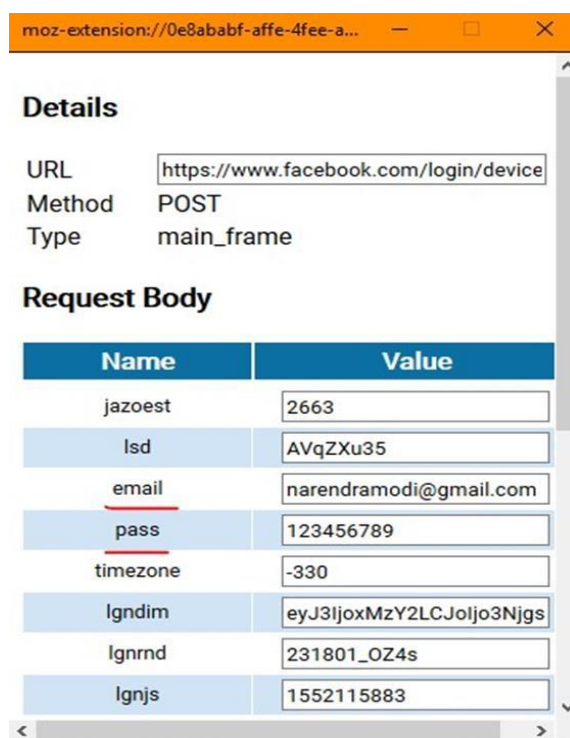 moz-extension://0e8ababf-affe-4fee-a...
Details
URL https://www.facebook.com/login/device
Method POST
Type main_frame
Request Body
Name Value
jazoest 2663
lsd AVqZXu35
email narendramodi@gmail.com
pass 123456789
timezone -330
lgndim eyJ3IjoxMzY2LCJoIjo3Njgs
lgnrnd 231801_OZ4s
lgnjs 1552115883